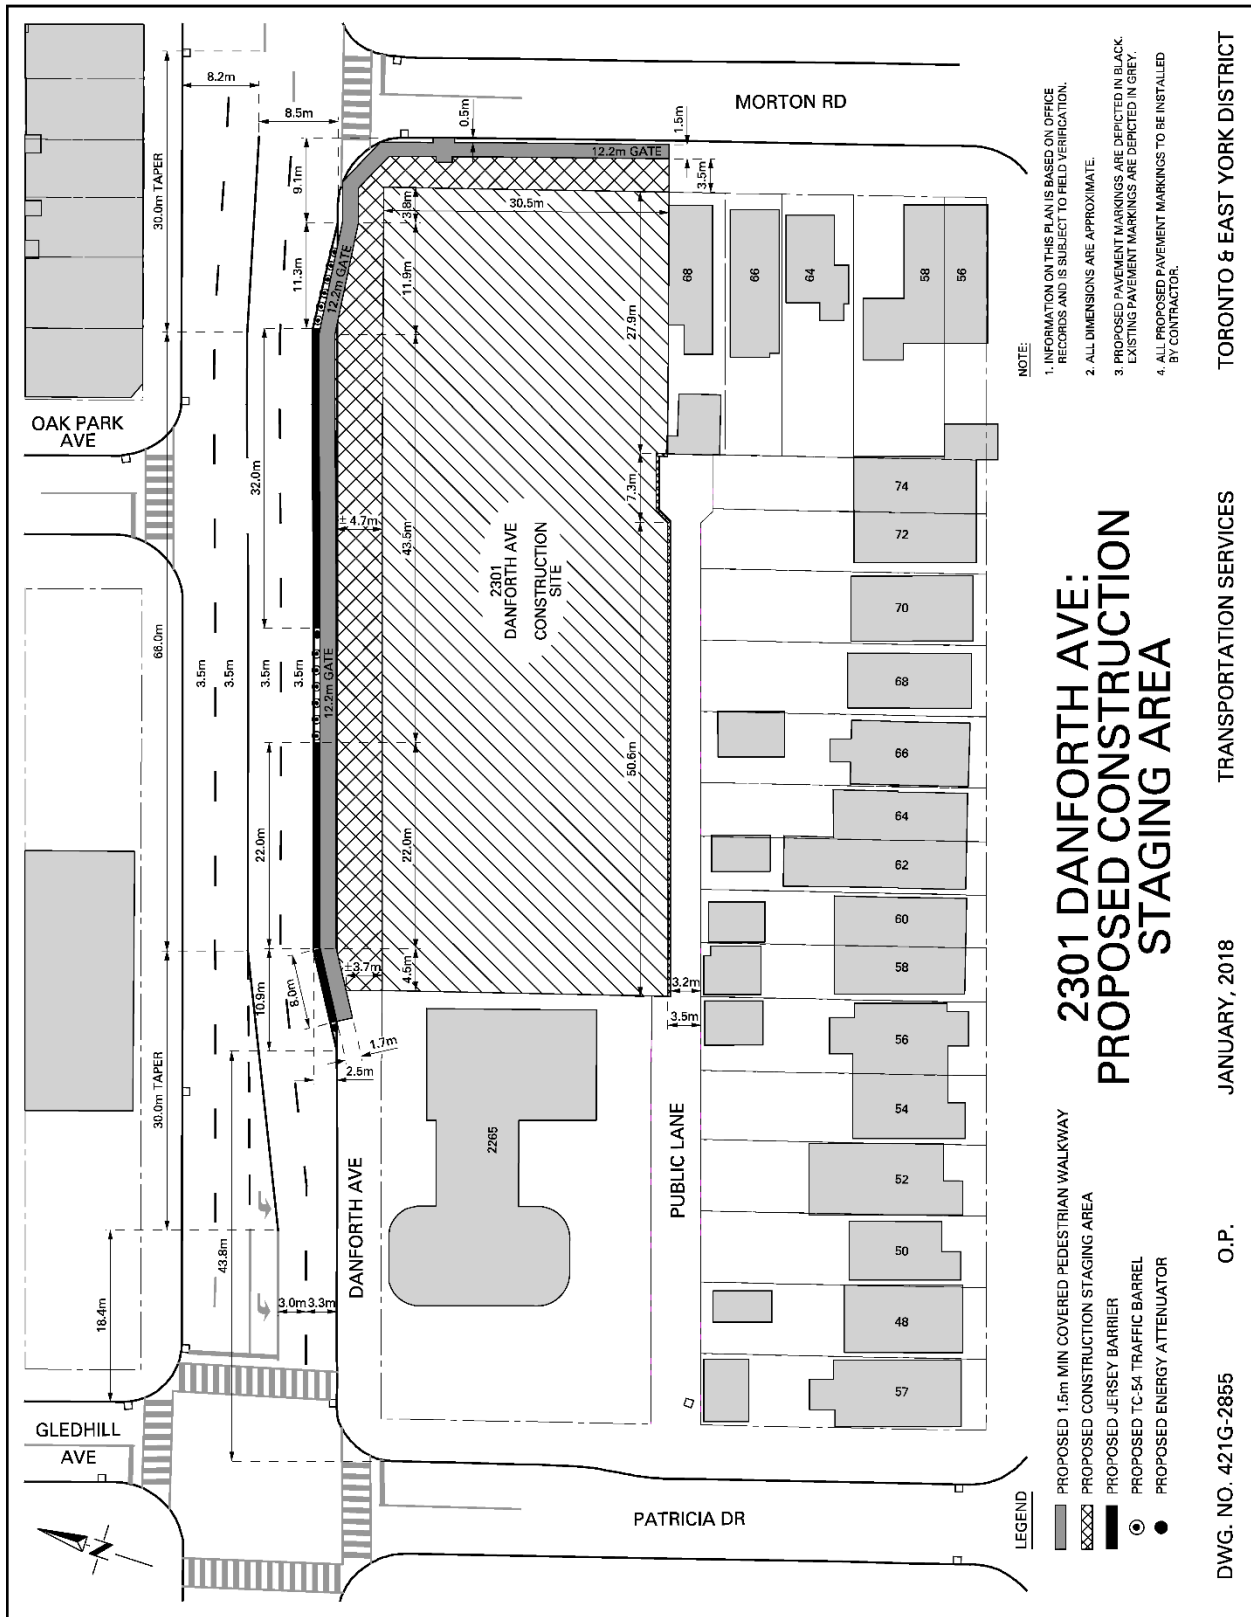 OAK PARK
AVE
GLEDHILL
AVE
MORTON RD
DANFORTH AVE
PATRICIA DR
PUBLIC LANE
N
30.0m TAPER
66.0m
30.0m TAPER
18.4m
43.8m
8.2m
8.5m
9.1m
11.3m
32.0m
22.0m
10.9m
8.0m
1.7m
2.5m
3.0m
3.3m
3.5m
3.5m
3.5m
3.5m
0.5m
1.5m
3.5m
12.2m GATE
12.2m GATE
12.2m GATE
3.8m
11.9m
43.5m
22.0m
4.5m
± 4.7m
±3.7m
30.5m
27.9m
7.3m
50.6m
3.2m
3.5m
2301
DANFORTH AVE
CONSTRUCTION
SITE
2265
68
66
64
58
56
74
72
70
68
66
64
62
60
58
56
54
52
50
48
57
NOTE:
1. INFORMATION ON THIS PLAN IS BASED ON OFFICE
RECORDS AND IS SUBJECT TO FIELD VERIFICATION.
2. ALL DIMENSIONS ARE APPROXIMATE.
3. PROPOSED PAVEMENT MARKINGS ARE DEPICTED IN BLACK.
EXISTING PAVEMENT MARKINGS ARE DEPICTED IN GREY.
4. ALL PROPOSED PAVEMENT MARKINGS TO BE INSTALLED
BY CONTRACTOR.
LEGEND
PROPOSED 1.5m MIN COVERED PEDESTRIAN WALKWAY
PROPOSED CONSTRUCTION STAGING AREA
PROPOSED JERSEY BARRIER
PROPOSED TC-54 TRAFFIC BARREL
PROPOSED ENERGY ATTENUATOR
2301 DANFORTH AVE:
PROPOSED CONSTRUCTION
STAGING AREA
DWG. NO. 421G-2855 O.P. JANUARY, 2018 TRANSPORTATION SERVICES TORONTO & EAST YORK DISTRICT